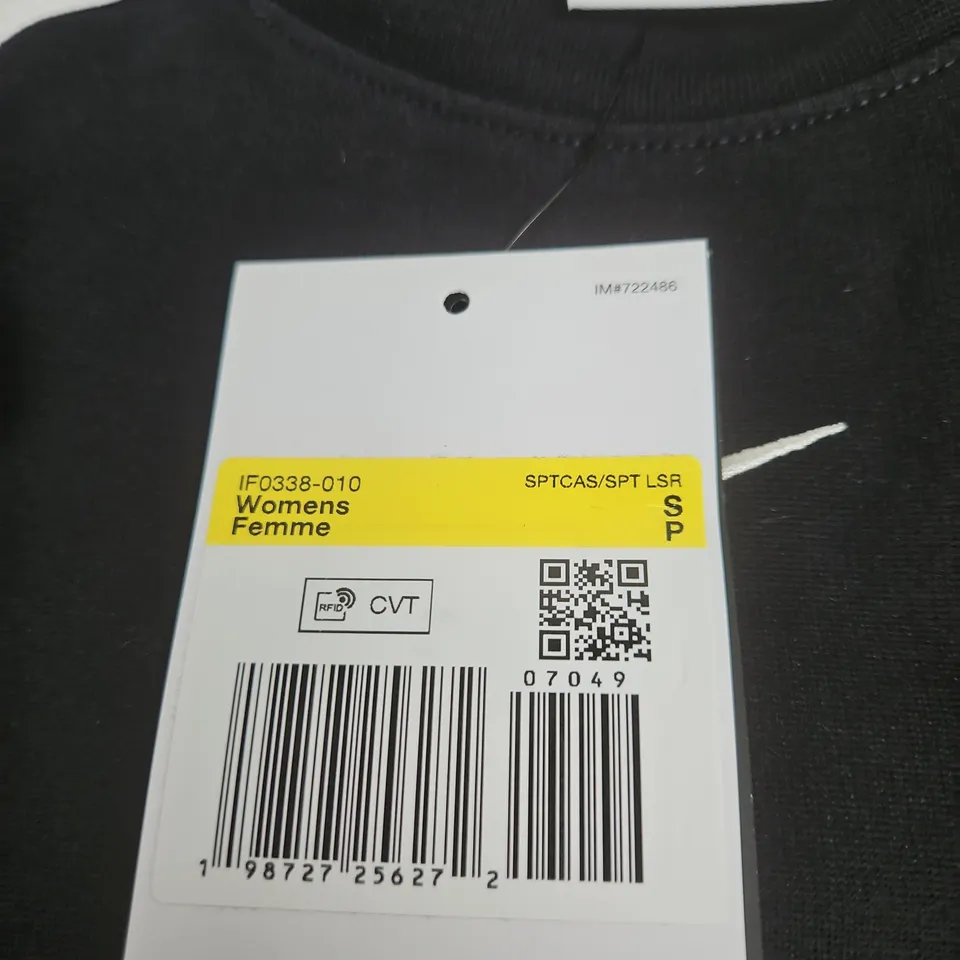 IM#722486
IF0338-010 SPTCAS/SPT LSR
Womens S
Femme P
RFID CVT
07049
1 98727 25627 2